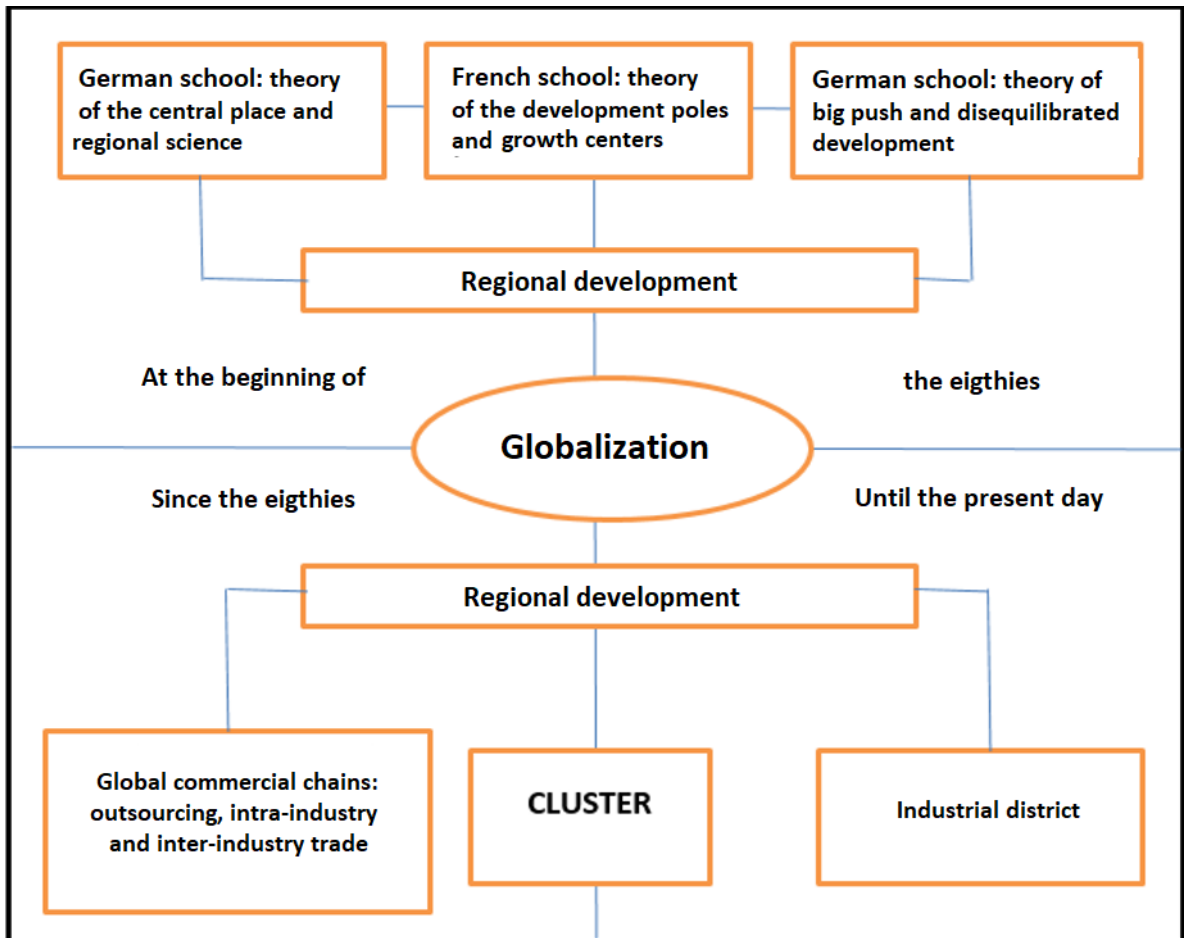 German school: theory
of the central place and
regional science
French school: theory
of the development poles
and growth centers
German school: theory of
big push and disequilibrated
development
Regional development
At the beginning of
the eigthies
Globalization
Since the eigthies
Until the present day
Regional development
Global commercial chains:
outsourcing, intra-industry
and inter-industry trade
CLUSTER
Industrial district